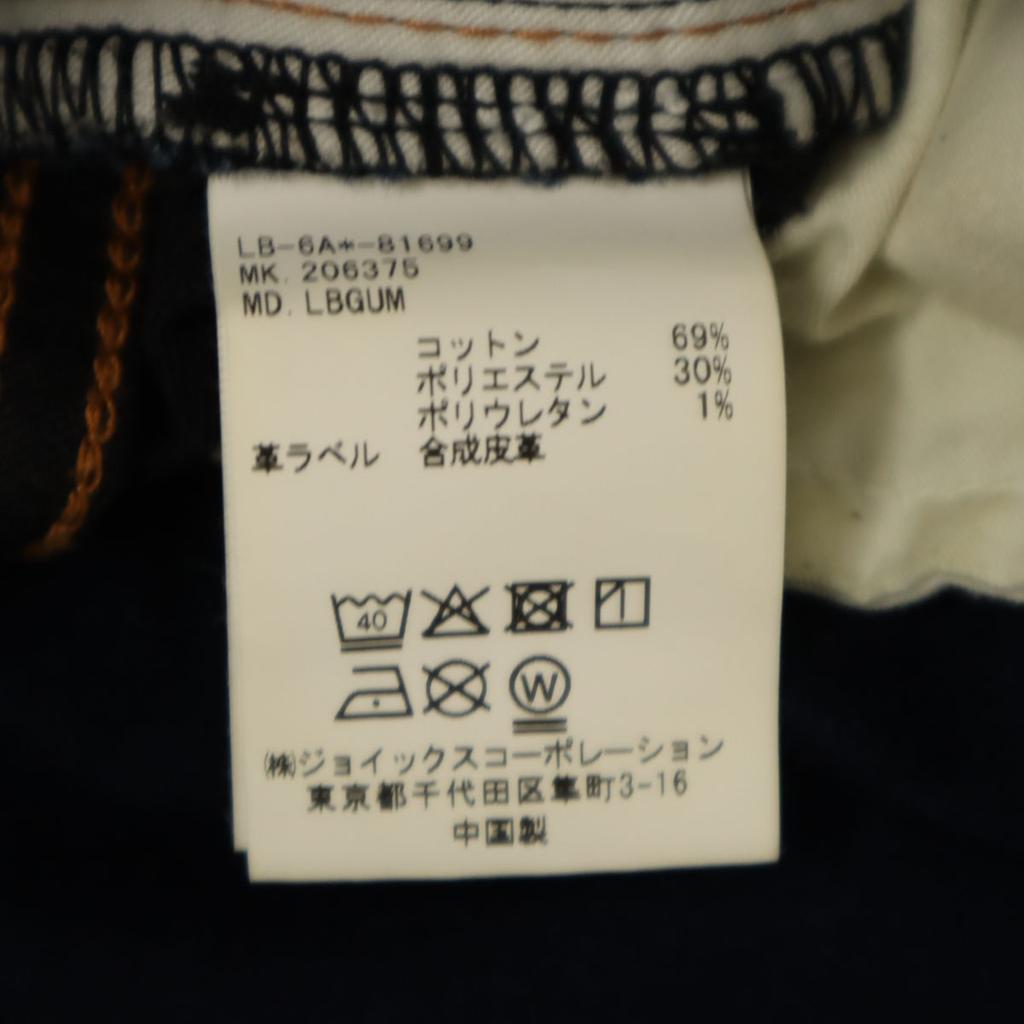 LB-6A*-81699
MK. 206375
MD. LBGUM
コットン 69%
ポリエステル 30%
ポリウレタン 1%
革ラベル 合成皮革
40
W
㈱ジョイックスコーポレーション
東京都千代田区隼町3-16
中国製